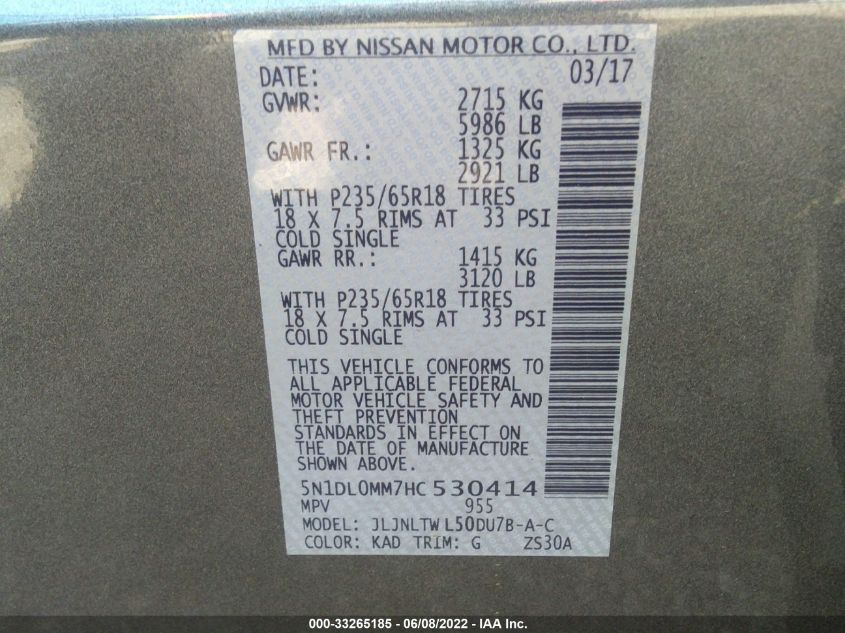 MFD BY NISSAN MOTOR CO., LTD.
DATE: 03/17
GVWR: 2715 KG
5986 LB
GAWR FR.: 1325 KG
2921 LB
WITH P235/65R18 TIRES
18 X 7.5 RIMS AT 33 PSI
COLD SINGLE
GAWR RR.: 1415 KG
3120 LB
WITH P235/65R18 TIRES
18 X 7.5 RIMS AT 33 PSI
COLD SINGLE
THIS VEHICLE CONFORMS TO
ALL APPLICABLE FEDERAL
MOTOR VEHICLE SAFETY AND
THEFT PREVENTION
STANDARDS IN EFFECT ON
THE DATE OF MANUFACTURE
SHOWN ABOVE.
5N1DL0MM7HC530414
MPV 955
MODEL: JLJNLTW L50DU7B-A-C
COLOR: KAD TRIM: G ZS30A
000-33265185 - 06/08/2022 - IAA Inc.